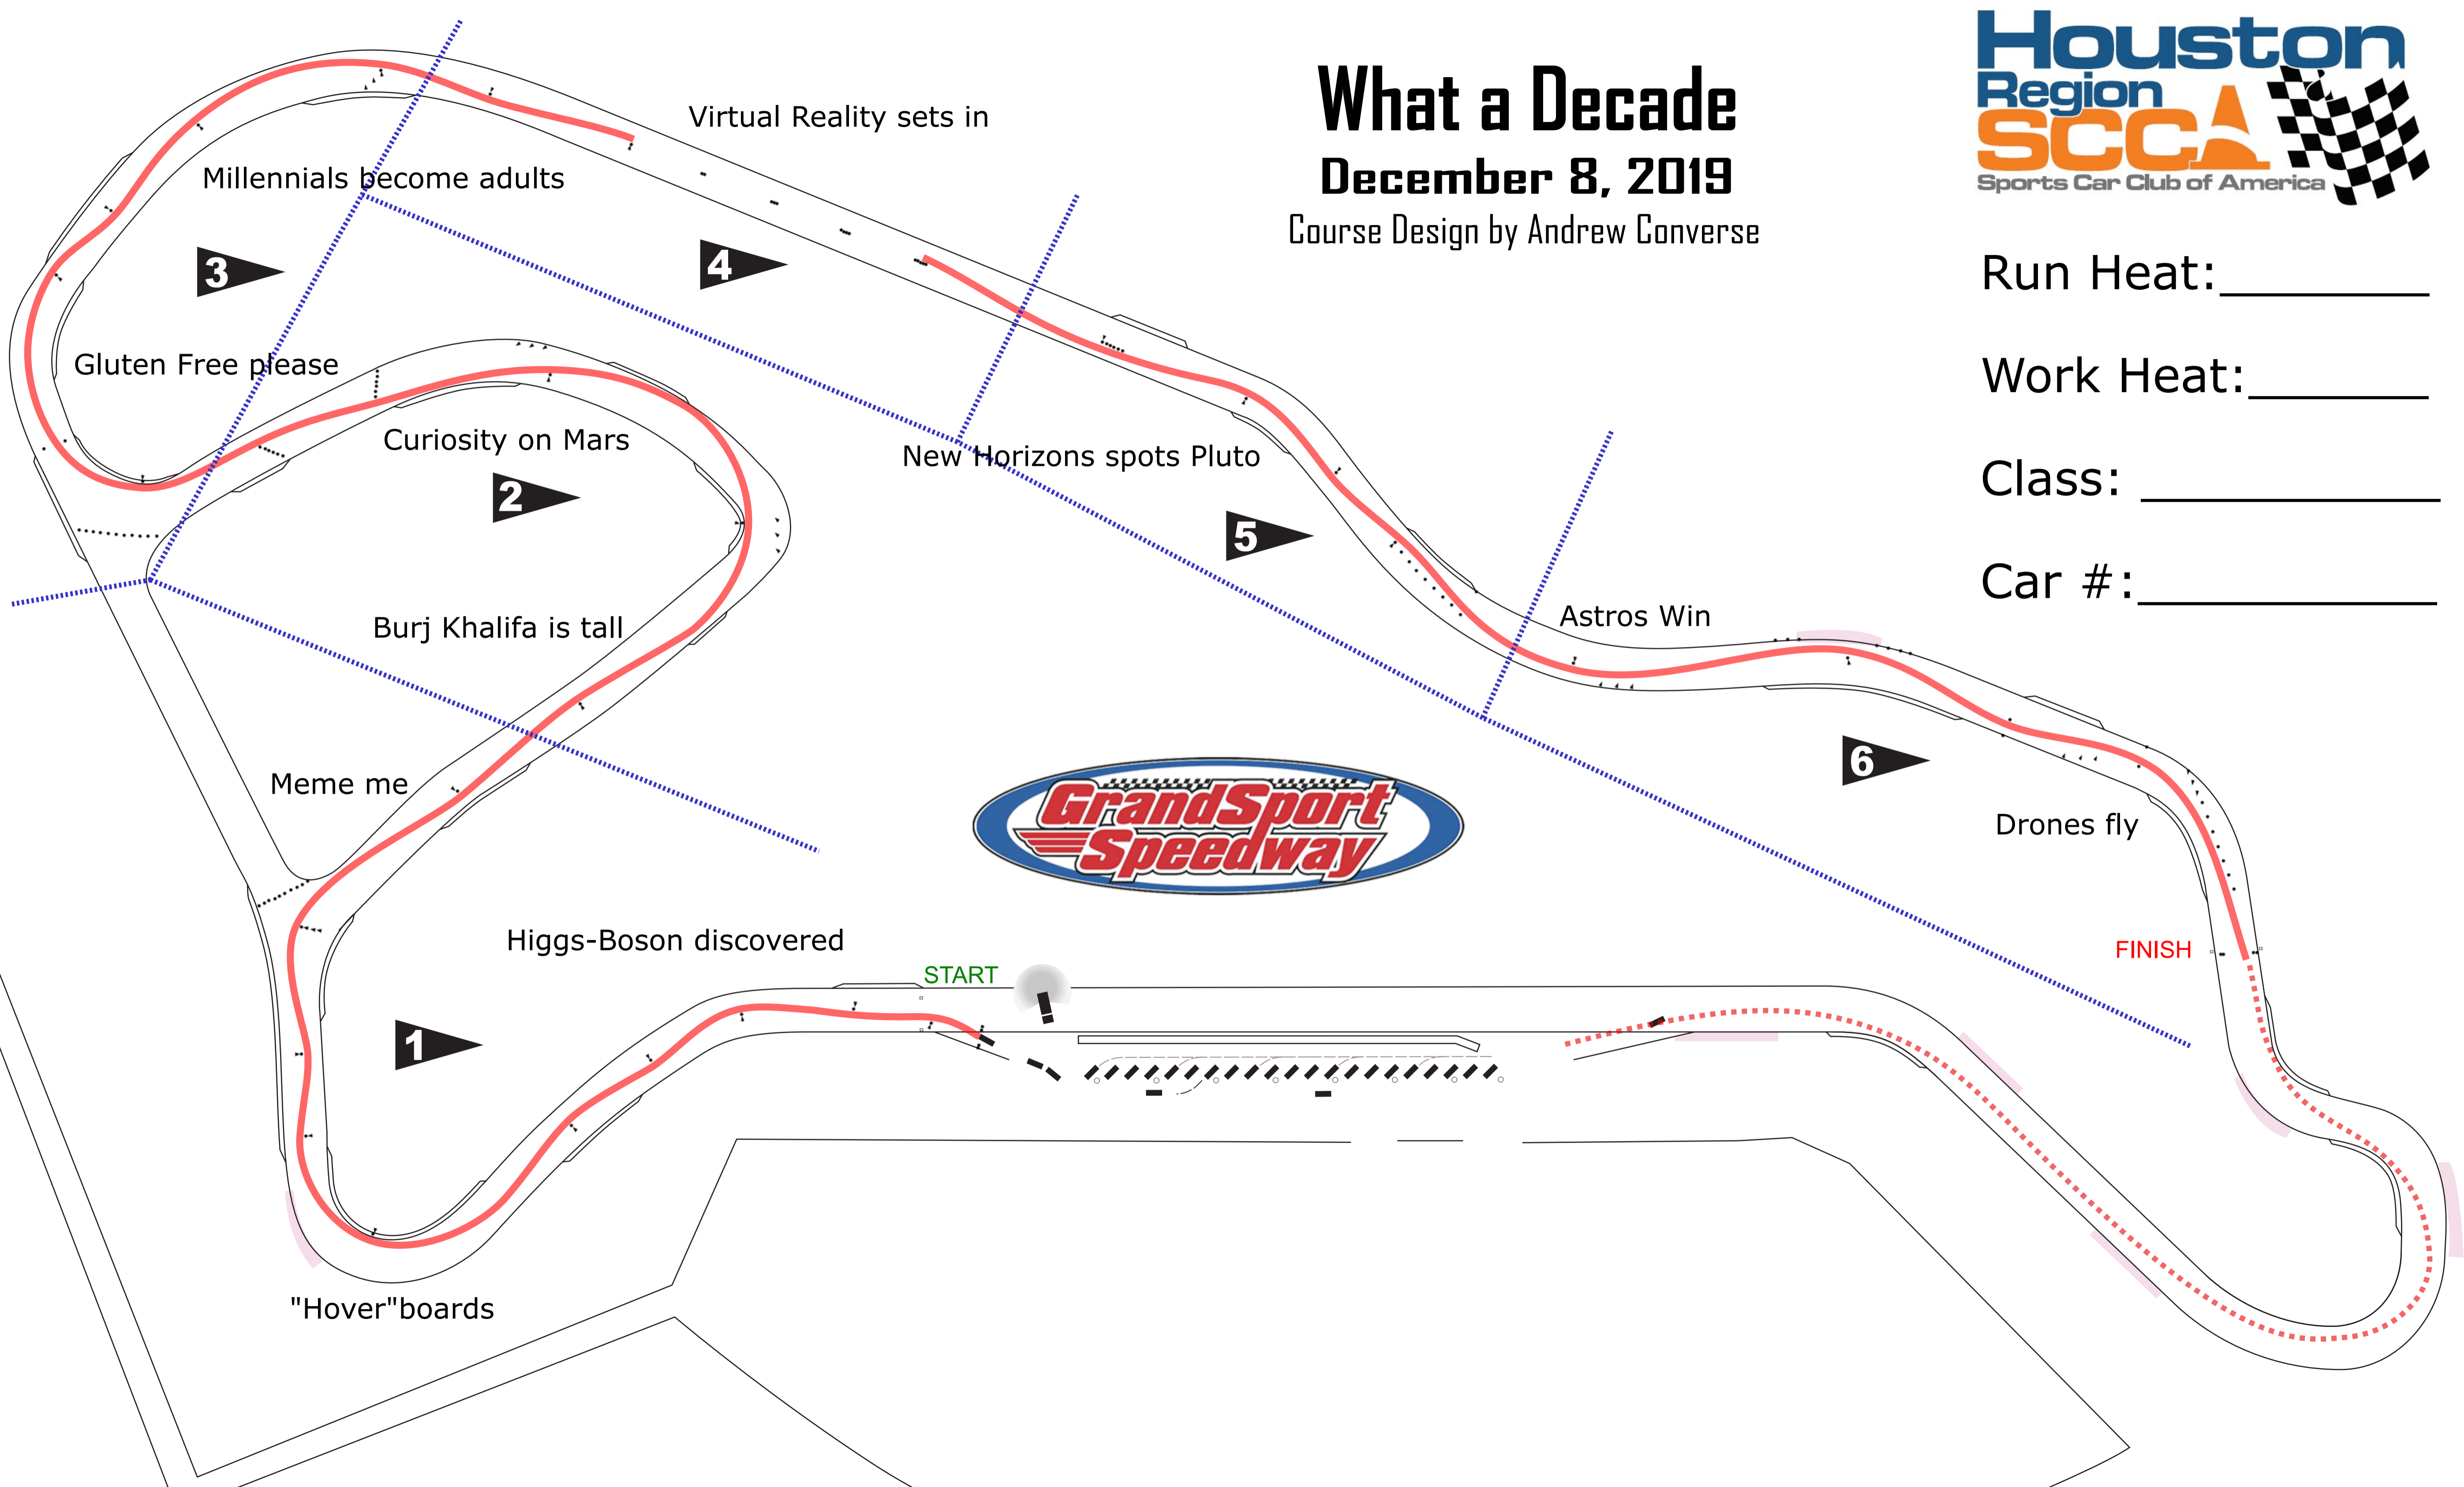 What a Decade
December 8, 2019
Course Design by Andrew Converse
Houston
Region
SCCA
Sports Car Club of America
Run Heat:
Work Heat:
Class:
Car #:
Virtual Reality sets in
Millennials become adults
3
4
Gluten Free please
Curiosity on Mars
2
New Horizons spots Pluto
5
Burj Khalifa is tall
Astros Win
6
Meme me
GrandSport
Speedway
Drones fly
Higgs-Boson discovered
START
FINISH
1
"Hover"boards